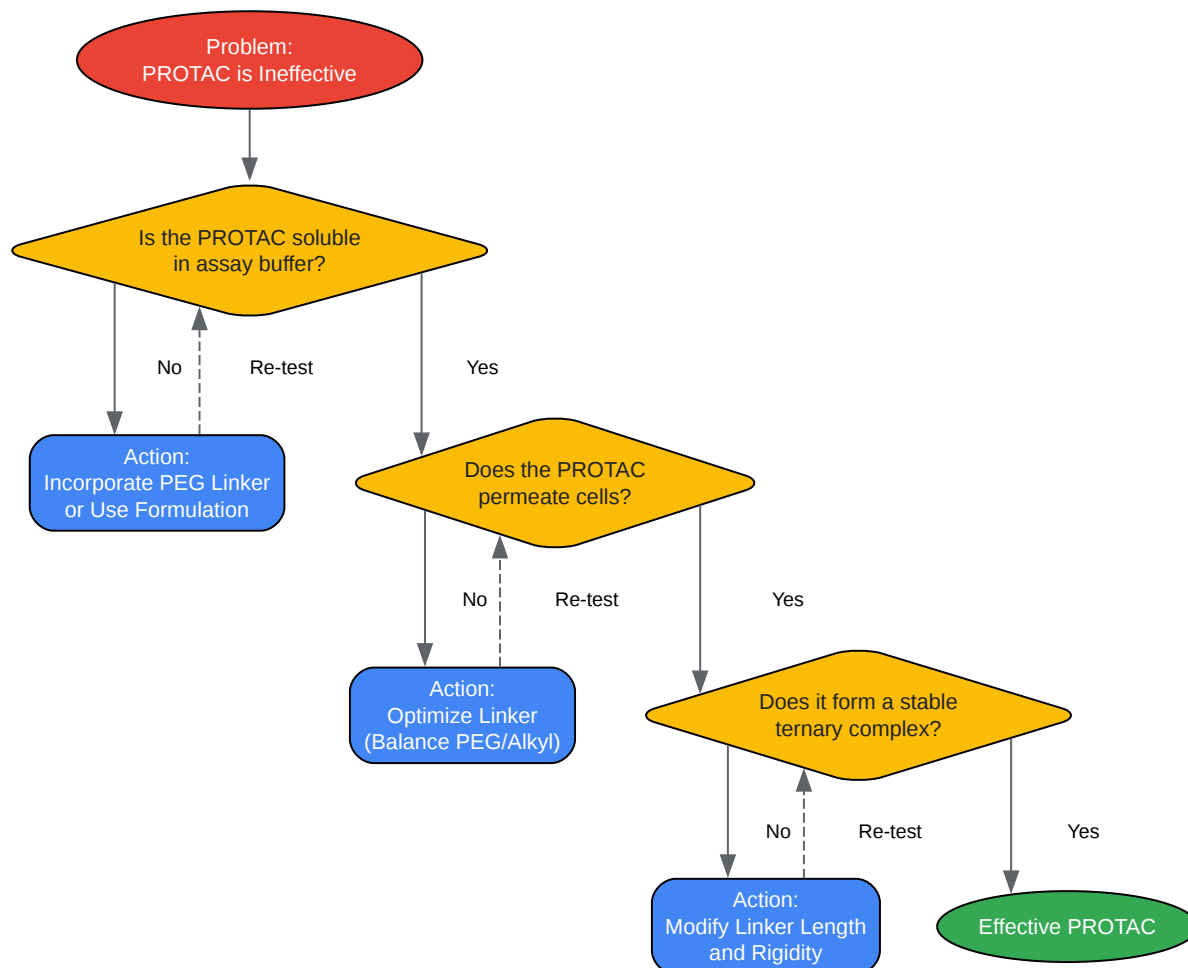 Problem:
PROTAC is Ineffective
Is the PROTAC soluble
in assay buffer?
No
Re-test
Yes
Action:
Incorporate PEG Linker
or Use Formulation
Does the PROTAC
permeate cells?
No
Re-test
Yes
Action:
Optimize Linker
(Balance PEG/Alkyl)
Does it form a stable
ternary complex?
No
Re-test
Yes
Action:
Modify Linker Length
and Rigidity
Effective PROTAC